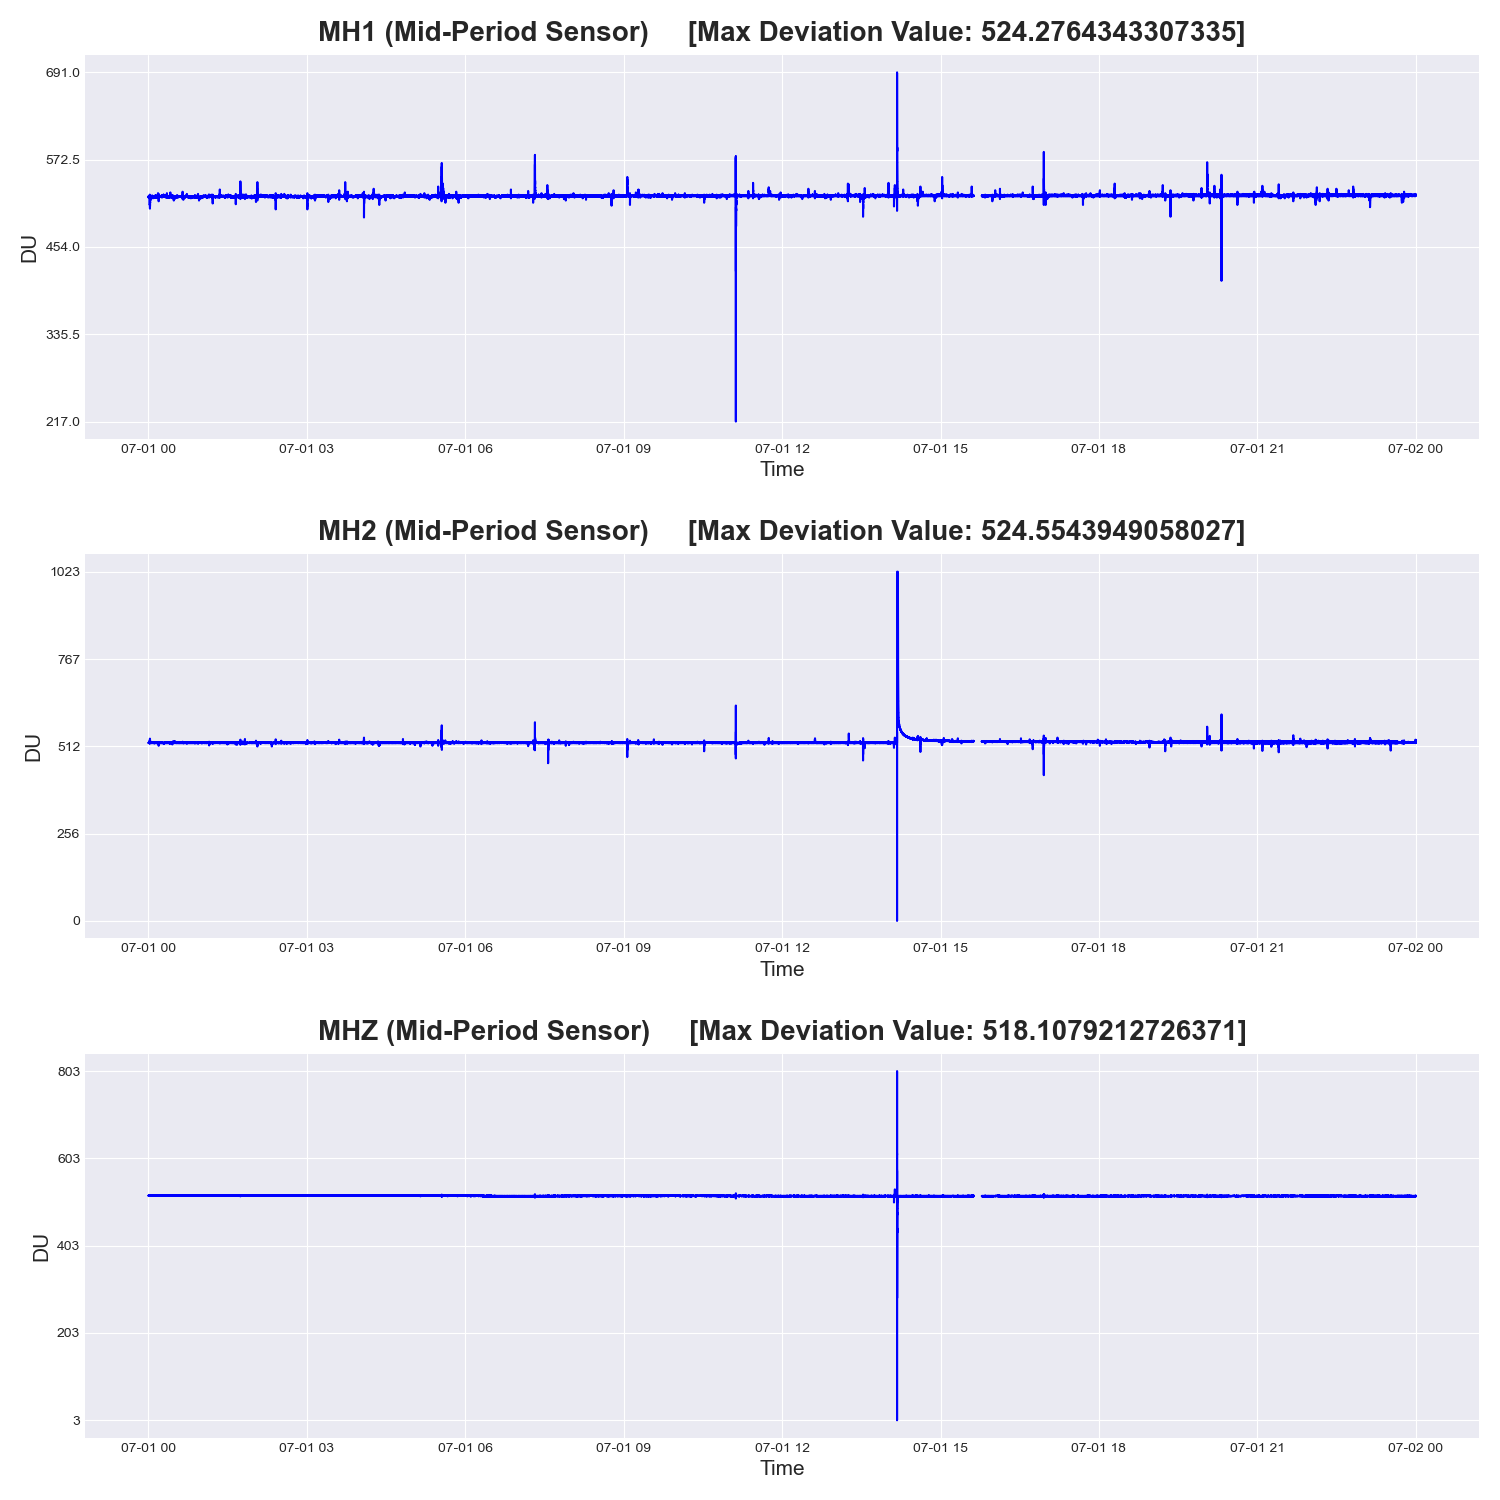 MH1 (Mid-Period Sensor) [Max Deviation Value: 524.2764343307335]
691.0
572.5
454.0
335.5
217.0
DU
07-01 00 07-01 03 07-01 06 07-01 09 07-01 12 07-01 15 07-01 18 07-01 21 07-02 00
Time
MH2 (Mid-Period Sensor) [Max Deviation Value: 524.5543949058027]
1023
767
512
256
0
DU
07-01 00 07-01 03 07-01 06 07-01 09 07-01 12 07-01 15 07-01 18 07-01 21 07-02 00
Time
MHZ (Mid-Period Sensor) [Max Deviation Value: 518.1079212726371]
803
603
403
203
3
DU
07-01 00 07-01 03 07-01 06 07-01 09 07-01 12 07-01 15 07-01 18 07-01 21 07-02 00
Time